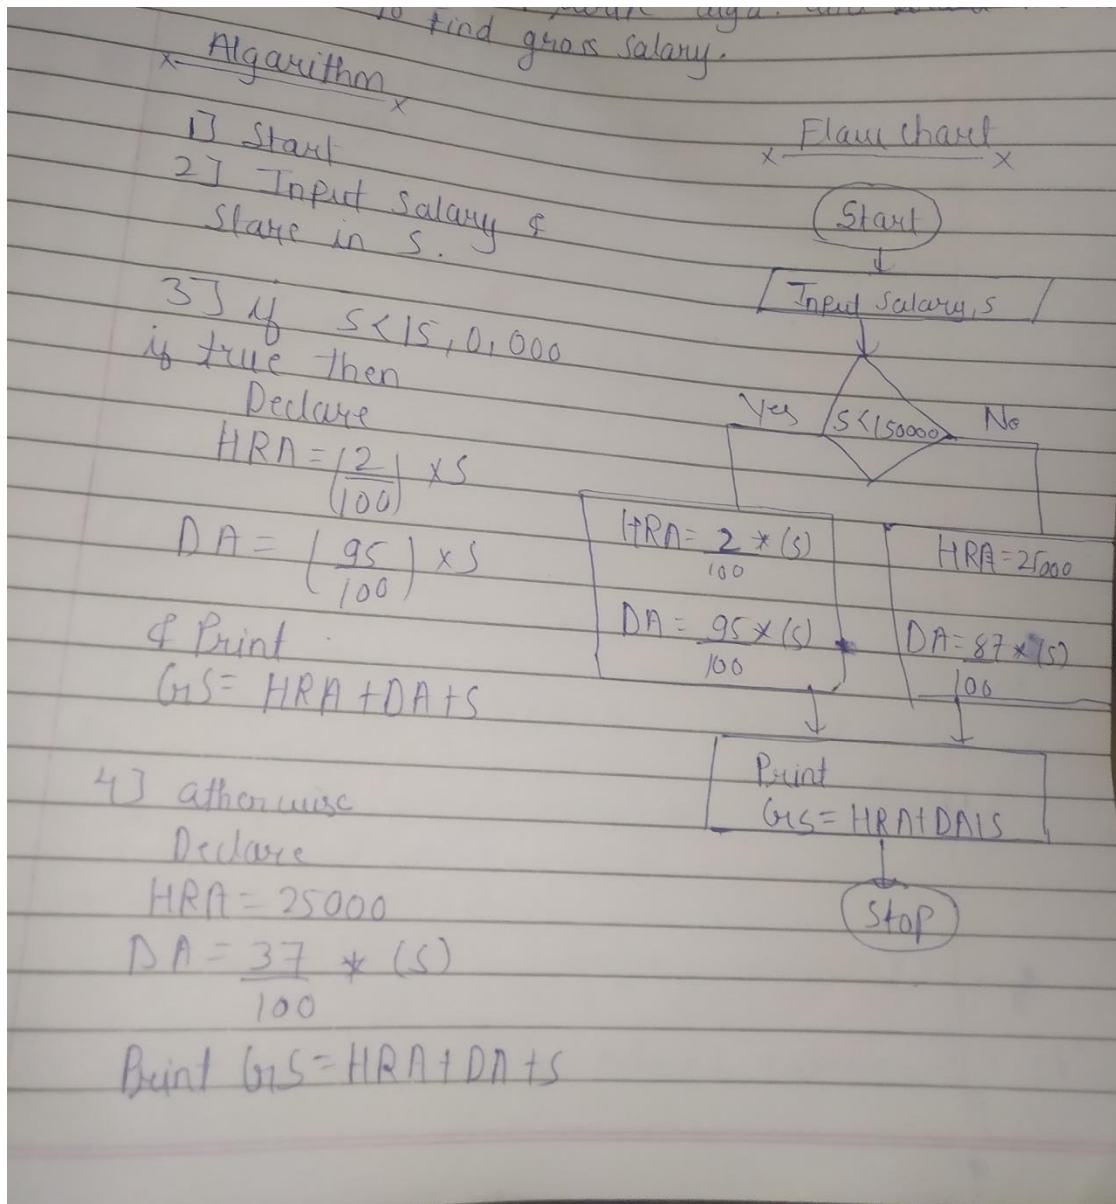 To find gross salary.
Algarithm
1] Start
2] Input Salary &
Stare in S.
3] if S<15,0,000
if true then
Declare
HRA = (2/100) × S
DA = (95/100) × S
& Print
GS = HRA + DA + S
4] atherwise
Declare
HRA = 25000
DA = 37/100 * (S)
Print GS = HRA + DA + S
Flaw chart
Start
Input Salary, S
Yes S<150000 No
HRA = 2/100 * (S)
DA = 95/100 * (S)
HRA = 25000
DA = 87/100 * (S)
Print
GS = HRA+DA+S
Stop